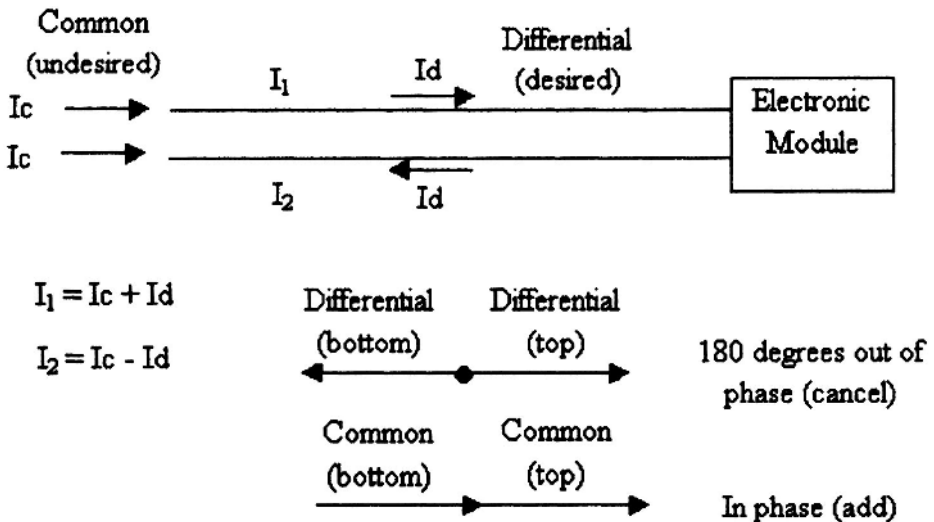 Common
(undesired)
Differential
(desired)
I₁
Id
Ic
Ic
Electronic
Module
I₂
Id
I₁ = Ic + Id
I₂ = Ic - Id
Differential
(bottom)
Differential
(top)
180 degrees out of
phase (cancel)
Common
(bottom)
Common
(top)
In phase (add)